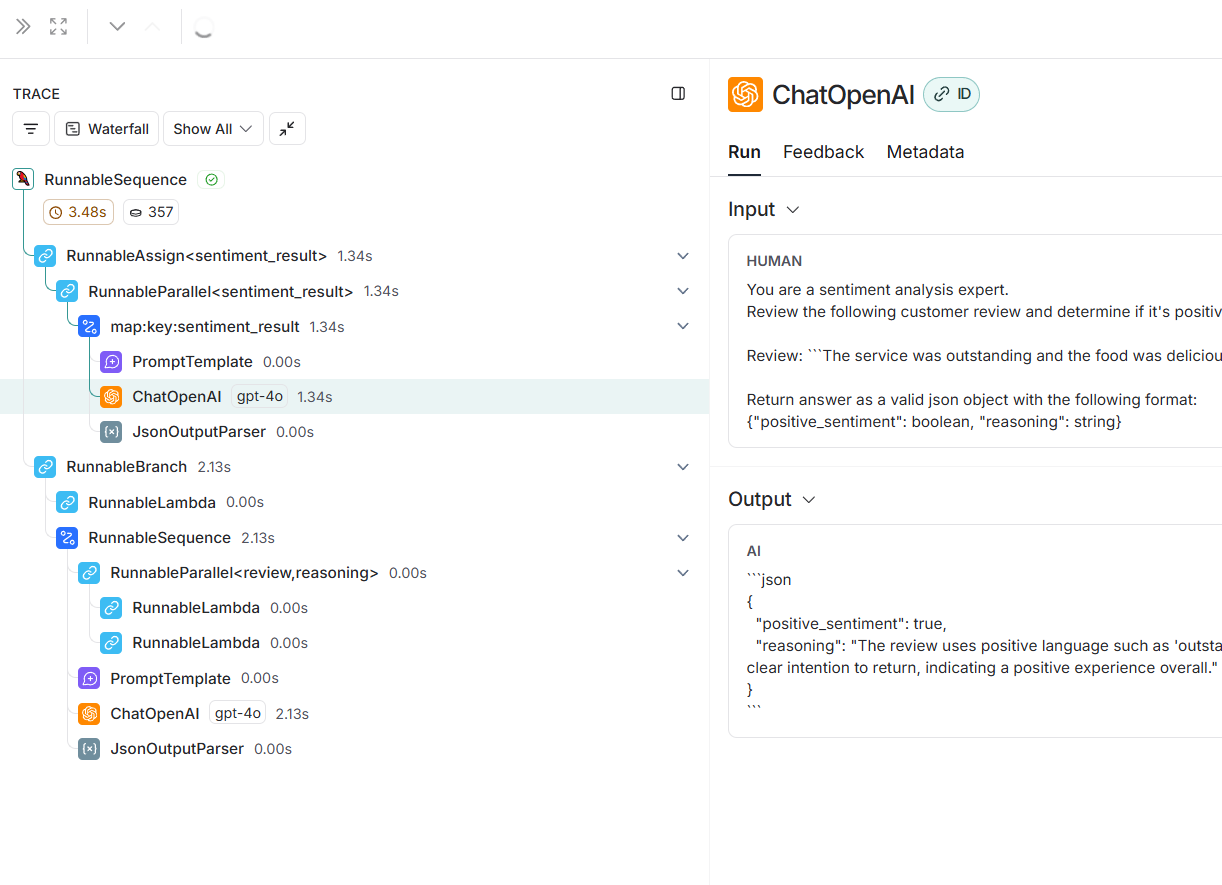 TRACE
Waterfall
Show All
RunnableSequence
3.48s
357
RunnableAssign<sentiment_result> 1.34s
RunnableParallel<sentiment_result> 1.34s
map:key:sentiment_result 1.34s
PromptTemplate 0.00s
ChatOpenAI gpt-4o 1.34s
JsonOutputParser 0.00s
RunnableBranch 2.13s
RunnableLambda 0.00s
RunnableSequence 2.13s
RunnableParallel<review,reasoning> 0.00s
RunnableLambda 0.00s
RunnableLambda 0.00s
PromptTemplate 0.00s
ChatOpenAI gpt-4o 2.13s
JsonOutputParser 0.00s
ChatOpenAI ID
Run Feedback Metadata
Input
HUMAN
You are a sentiment analysis expert.
Review the following customer review and determine if it's positiv
Review: ```The service was outstanding and the food was deliciou
Return answer as a valid json object with the following format:
{"positive_sentiment": boolean, "reasoning": string}
Output
AI
```json
{
"positive_sentiment": true,
"reasoning": "The review uses positive language such as 'outsta
clear intention to return, indicating a positive experience overall."
}
```